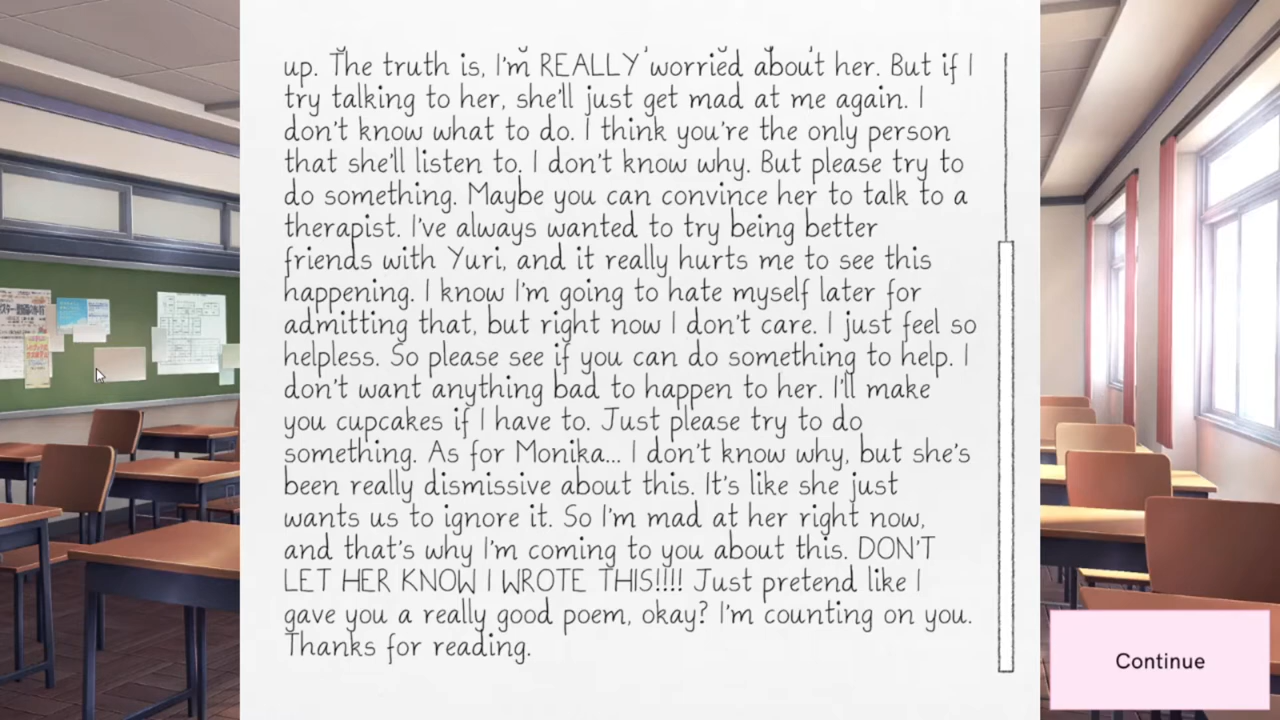 up. The truth is, I'm REALLY worried about her. But if I
try talking to her, she'll just get mad at me again. I
don't know what to do. I think you're the only person
that she'll listen to. I don't know why. But please try to
do something. Maybe you can convince her to talk to a
therapist. I've always wanted to try being better
friends with Yuri, and it really hurts me to see this
happening. I know I'm going to hate myself later for
admitting that, but right now I don't care. I just feel so
helpless. So please see if you can do something to help. I
don't want anything bad to happen to her. I'll make
you cupcakes if I have to. Just please try to do
something. As for Monika... I don't know why, but she's
been really dismissive about this. It's like she just
wants us to ignore it. So I'm mad at her right now,
and that's why I'm coming to you about this. DON'T
LET HER KNOW I WROTE THIS!!!! Just pretend like I
gave you a really good poem, okay? I'm counting on you.
Thanks for reading.
Continue